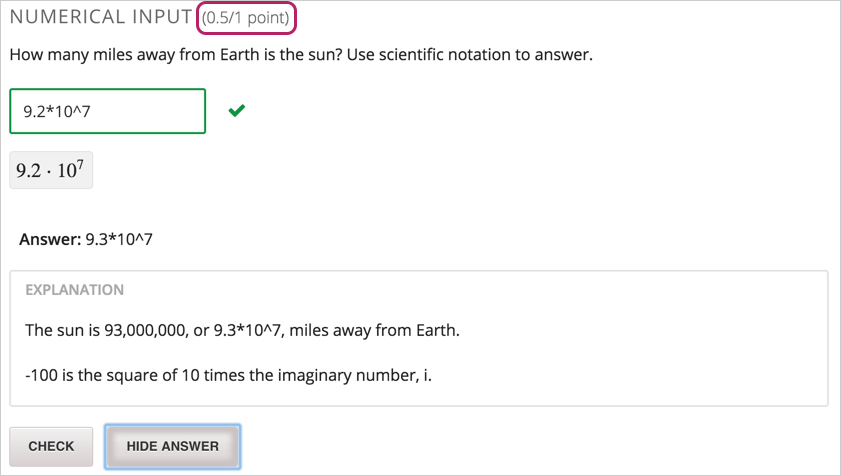 NUMERICAL INPUT (0.5/1 point)
How many miles away from Earth is the sun? Use scientific notation to answer.
9.2*10^7
9.2 · 10⁷
Answer: 9.3*10^7
EXPLANATION
The sun is 93,000,000, or 9.3*10^7, miles away from Earth.
-100 is the square of 10 times the imaginary number, i.
CHECK HIDE ANSWER